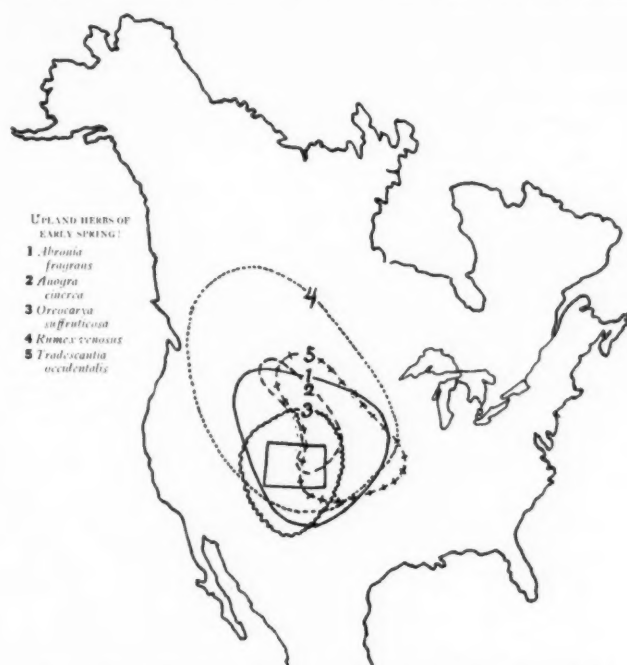 UPLAND HERBS OF
EARLY SPRING:
1 Abronia
fragrans
2 Anogra
cinerea
3 Oreocarya
suffruticosa
4 Rumex venosus
5 Tradescantia
occidentalis
4
5
1
2
3